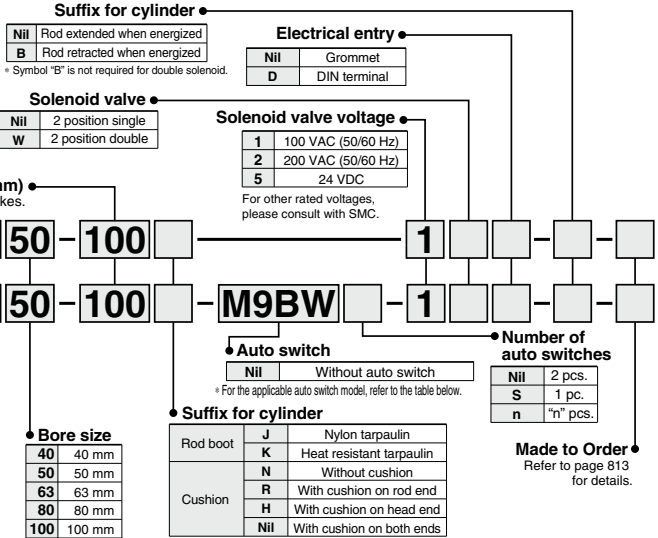 Suffix for cylinder
Nil Rod extended when energized
B Rod retracted when energized
* Symbol "B" is not required for double solenoid.
Electrical entry
Nil Grommet
D DIN terminal
Solenoid valve
Nil 2 position single
W 2 position double
Solenoid valve voltage
1 100 VAC (50/60 Hz)
2 200 VAC (50/60 Hz)
5 24 VDC
For other rated voltages,
please consult with SMC.
50 - 100 1 - -
50 - 100 - M9BW - 1 - -
Auto switch
Nil Without auto switch
* For the applicable auto switch model, refer to the table below.
Number of
auto switches
Nil 2 pcs.
S 1 pc.
n "n" pcs.
Suffix for cylinder
Rod boot J Nylon tarpaulin
K Heat resistant tarpaulin
Cushion N Without cushion
R With cushion on rod end
H With cushion on head end
Nil With cushion on both ends
Bore size
40 40 mm
50 50 mm
63 63 mm
80 80 mm
100 100 mm
Made to Order
Refer to page 813
for details.